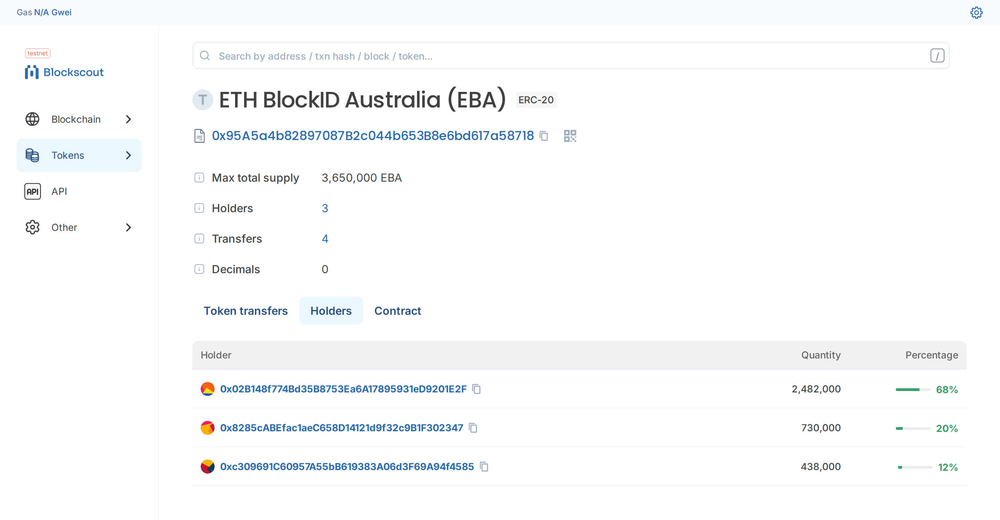 Gas N/A Gwei
testnet
Blockscout
Blockchain
Tokens
API API
Other
Search by address / txn hash / block / token... /
T ETH BlockID Australia (EBA) ERC-20
0x95A5a4b82897087B2c044b653B8e6bd617a58718
i Max total supply 3,650,000 EBA
i Holders 3
i Transfers 4
i Decimals 0
Token transfers Holders Contract
Holder Quantity Percentage
0x02B148f774Bd35B8753Ea6A17895931eD9201E2F 2,482,000 68%
0x8285cABEfac1aeC658D14121d9f32c9B1F302347 730,000 20%
0xc309691C60957A55bB619383A06d3F69A94f4585 438,000 12%